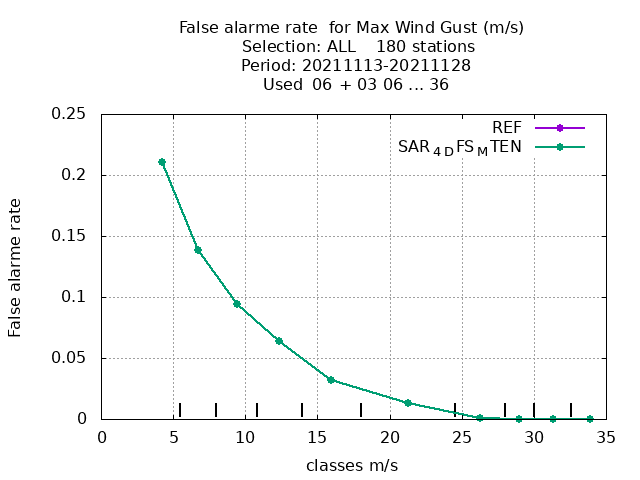 False alarme rate  for Max Wind Gust (m/s)
Selection: ALL    180 stations
Period: 20211113-20211128
Used  06 + 03 06 ... 36
REF
SAR4DFSMTEN
False alarme rate
0.25
0.2
0.15
0.1
0.05
0
0 5 10 15 20 25 30 35
classes m/s